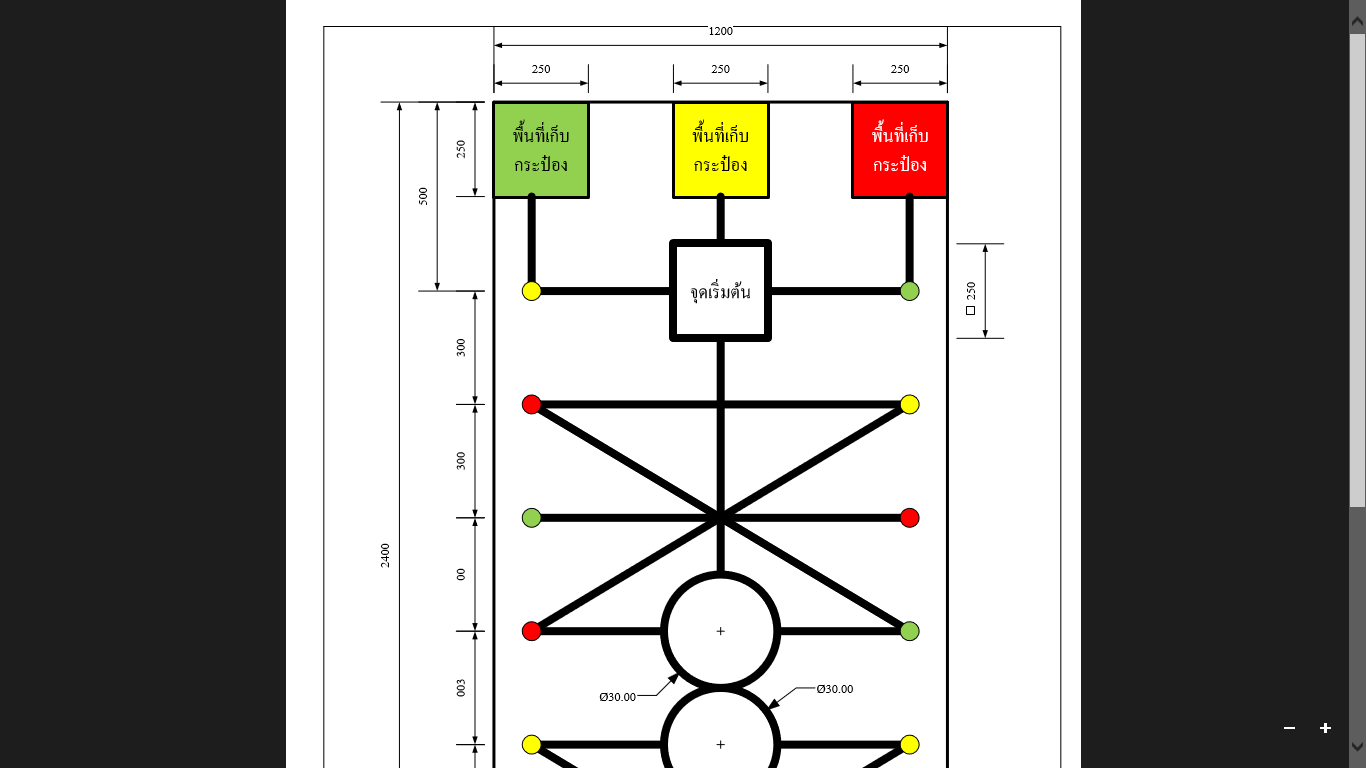 1200
250
250
250
พื้นที่เก็บ
กระป๋อง
พื้นที่เก็บ
กระป๋อง
พื้นที่เก็บ
กระป๋อง
250
500
จุดเริ่มต้น
□ 250
300
300
2400
00
003
Ø30.00
Ø30.00